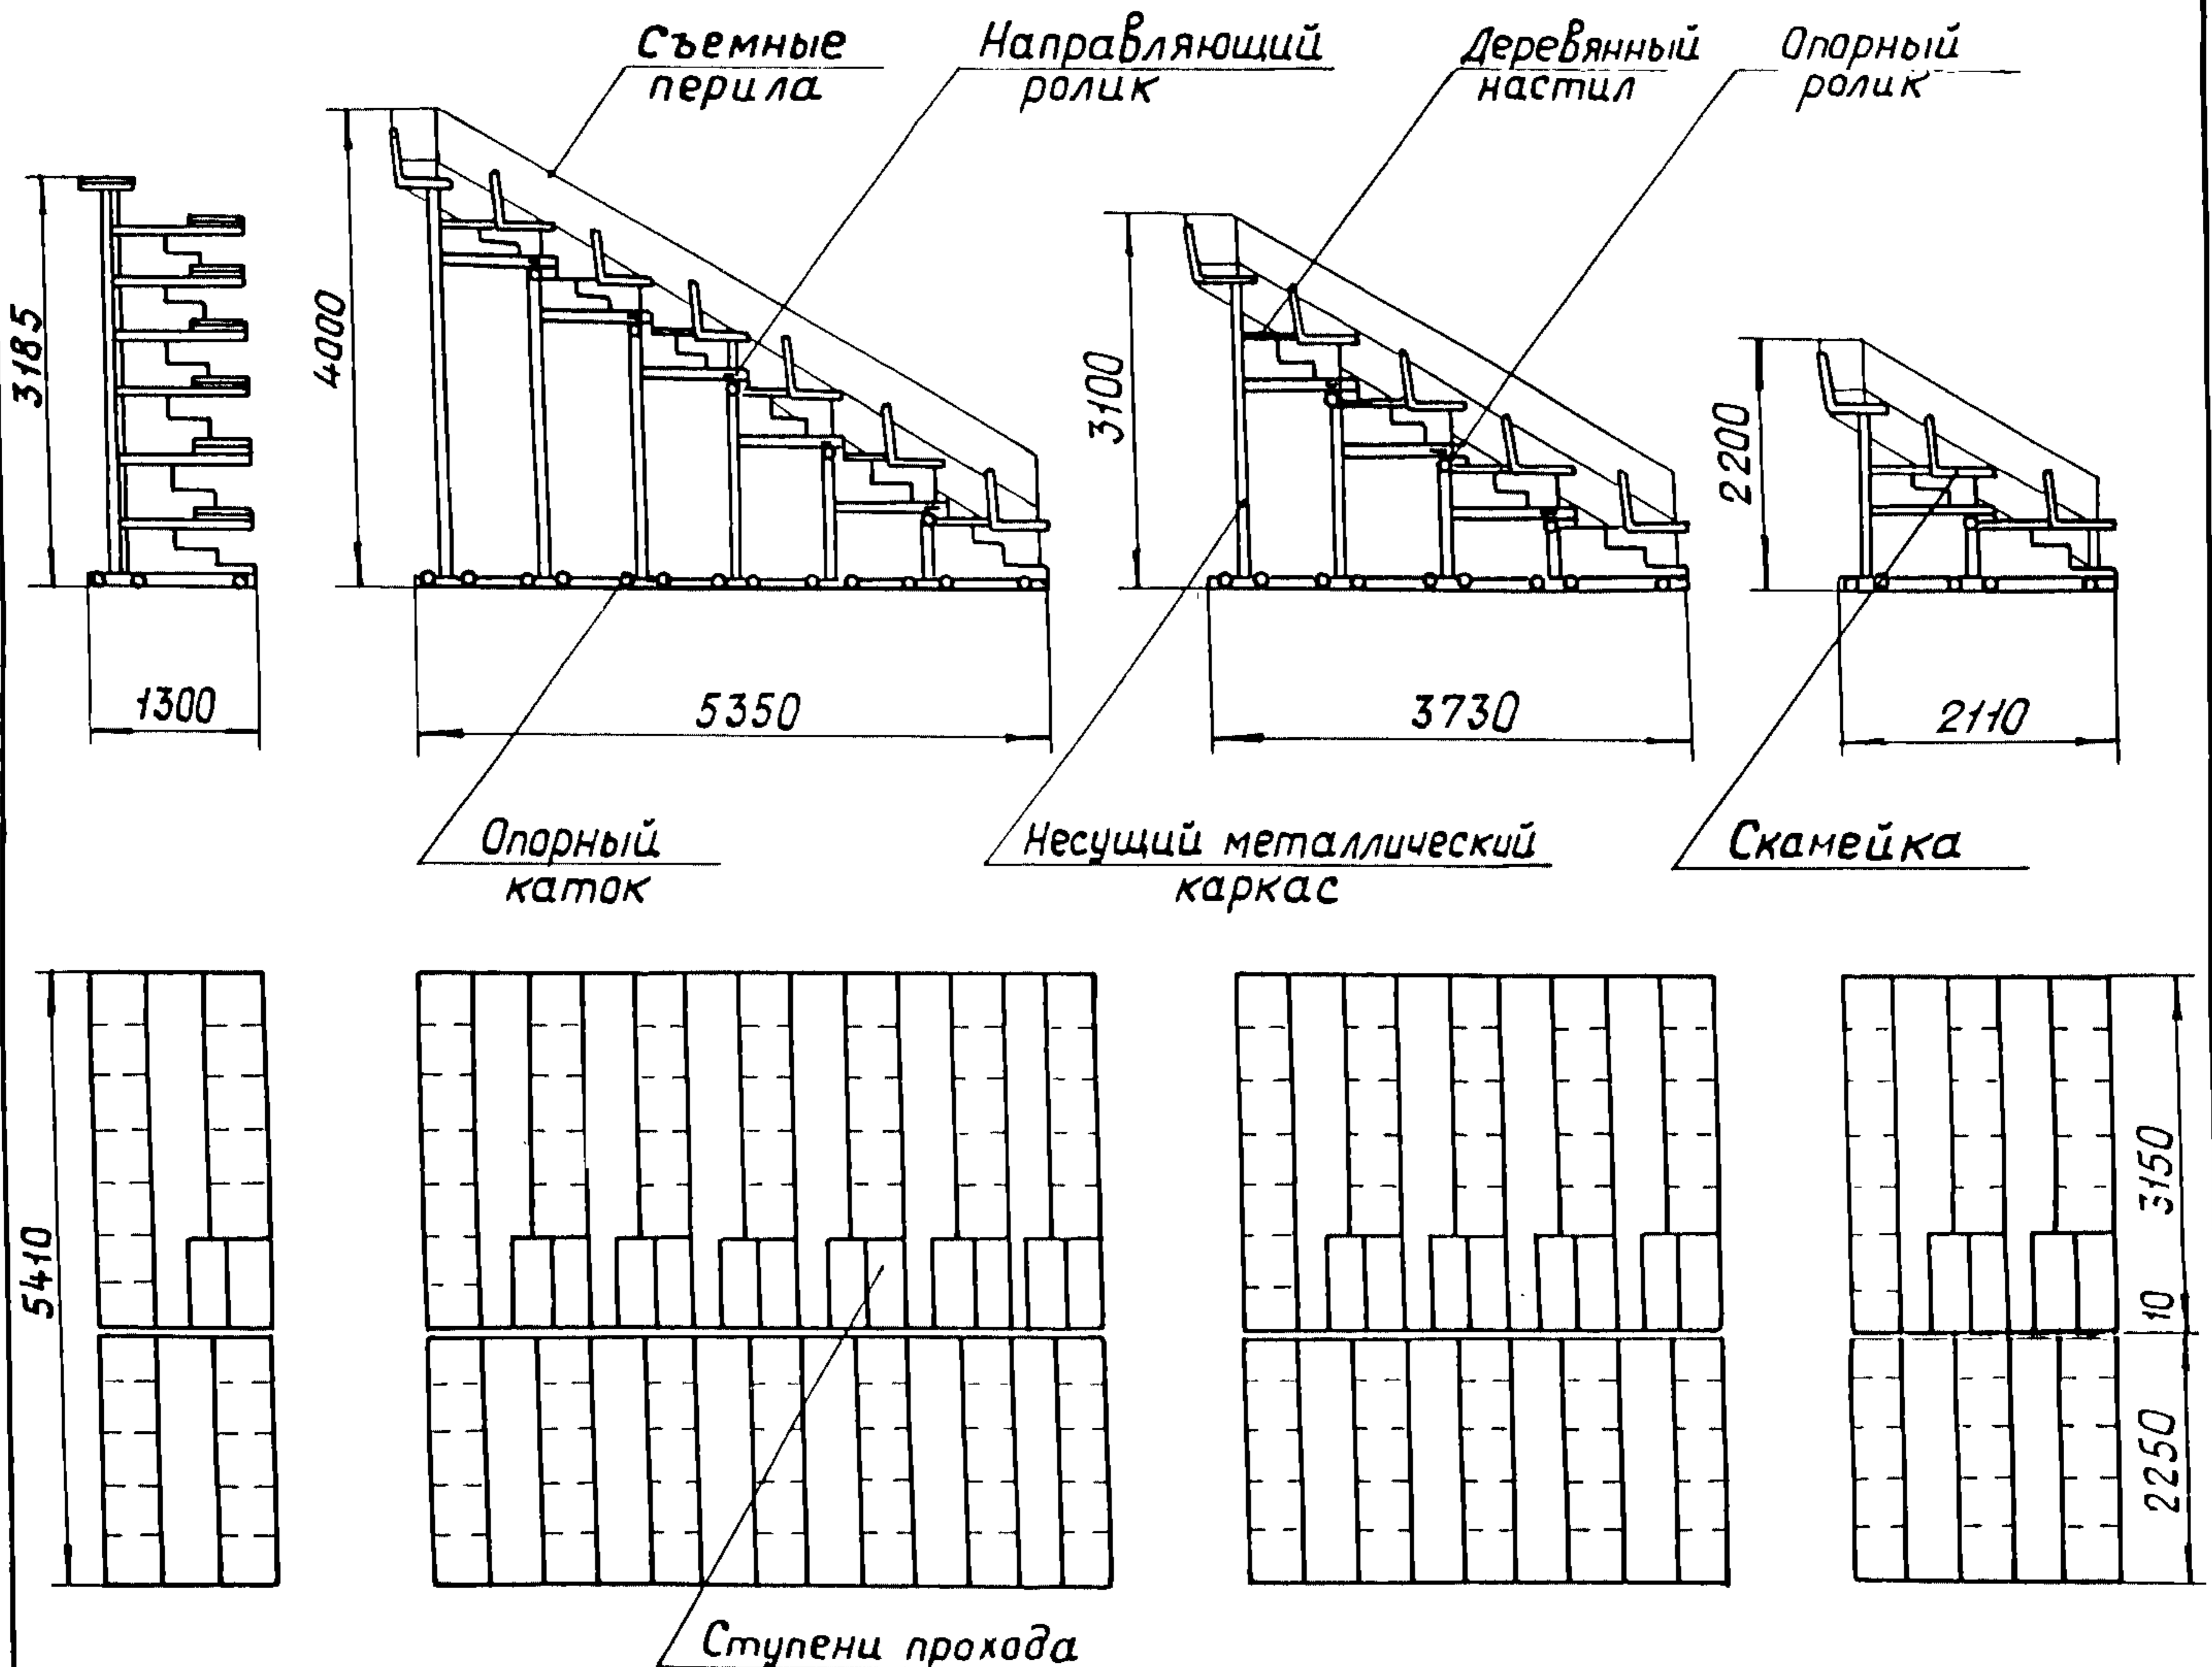 Съемные
перила
Направляющий
ролик
Деревянный
настил
Опорный
ролик
3185
4000
3100
2200
1300
5350
3730
2110
Опорный
каток
Несущий металлический
каркас
Скамейка
5410
3150
10
2250
Ступени прохода